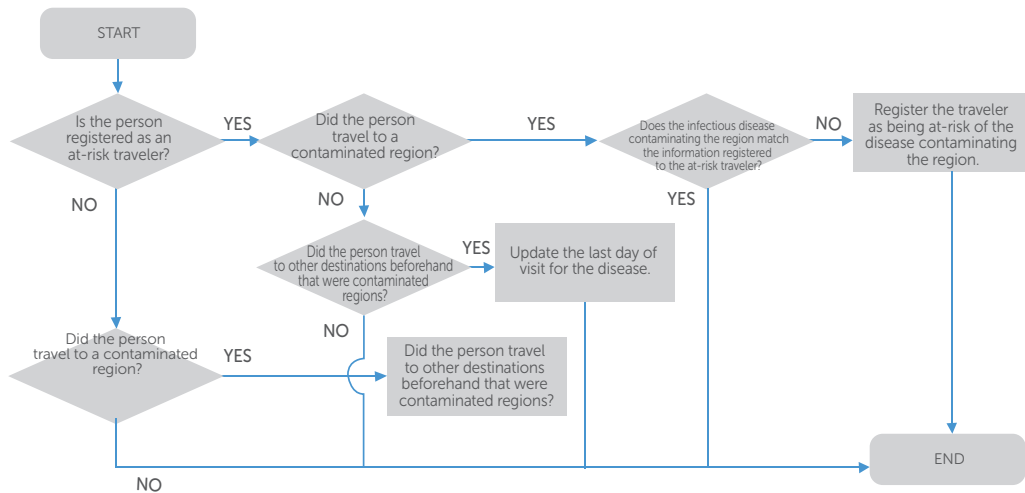 START
Is the person
registered as an
at-risk traveler?
YES
Did the person
travel to a
contaminated region?
YES
Does the infectious disease
contaminating the region match
the information registered
to the at-risk traveler?
NO
Register the traveler
as being at-risk of the
disease contaminating
the region.
NO
NO
YES
Did the person travel
to other destinations beforehand
that were contaminated
regions?
YES
Update the last day of
visit for the disease.
NO
Did the person
travel to a contaminated
region?
YES
Did the person travel
to other destinations
beforehand that were
contaminated regions?
NO
END